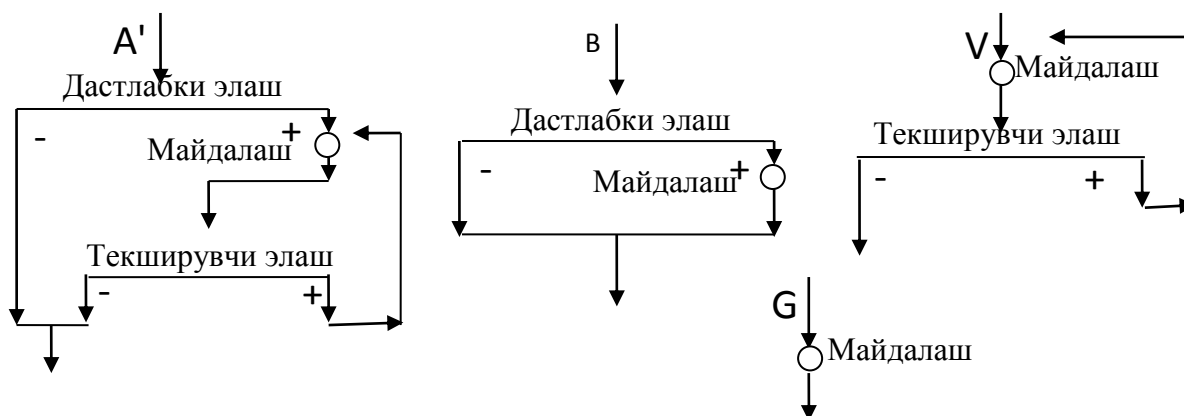 A'
Дастлабки элаш
-
+
Майдалаш
Текширувчи элаш
-
+
B
Дастлабки элаш
-
+
Майдалаш
V
Майдалаш
Текширувчи элаш
-
+
G
Майдалаш